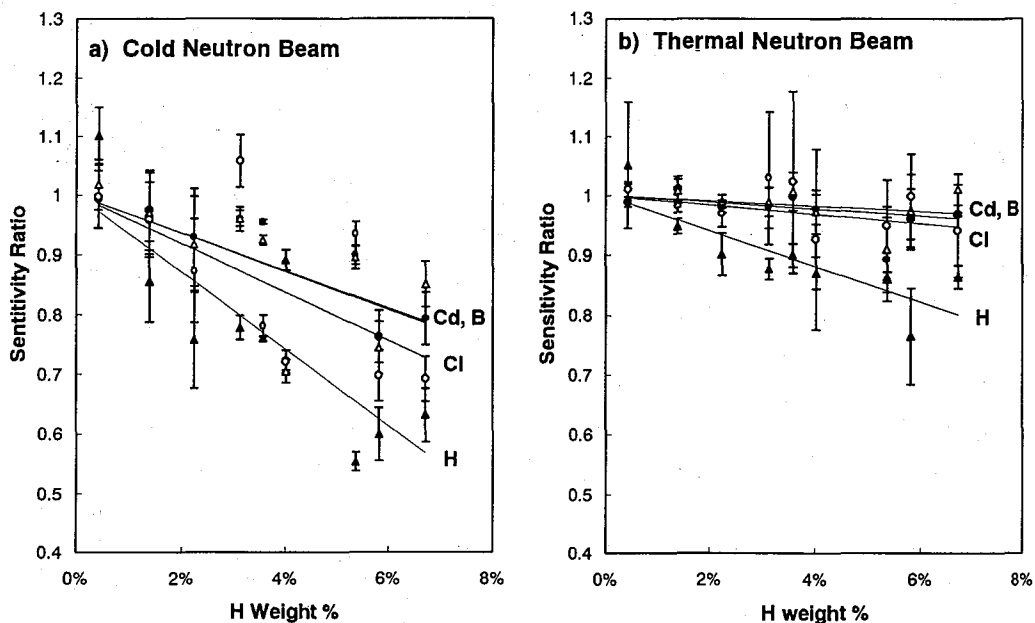 a) Cold Neutron Beam
1.3
1.2
1.1
1
0.9
0.8
0.7
0.6
0.5
0.4
Sentitivity Ratio
Cd, B
Cl
H
0%
2%
4%
6%
8%
H Weight %
b) Thermal Neutron Beam
1.3
1.2
1.1
1
0.9
0.8
0.7
0.6
0.5
0.4
Sensitivity Ratio
Cd, B
Cl
H
0%
2%
4%
6%
8%
H weight %